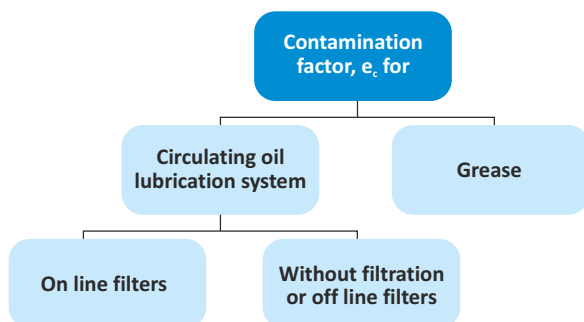 Contamination
factor, ec for
Circulating oil
lubrication system
Grease
On line filters
Without filtration
or off line filters